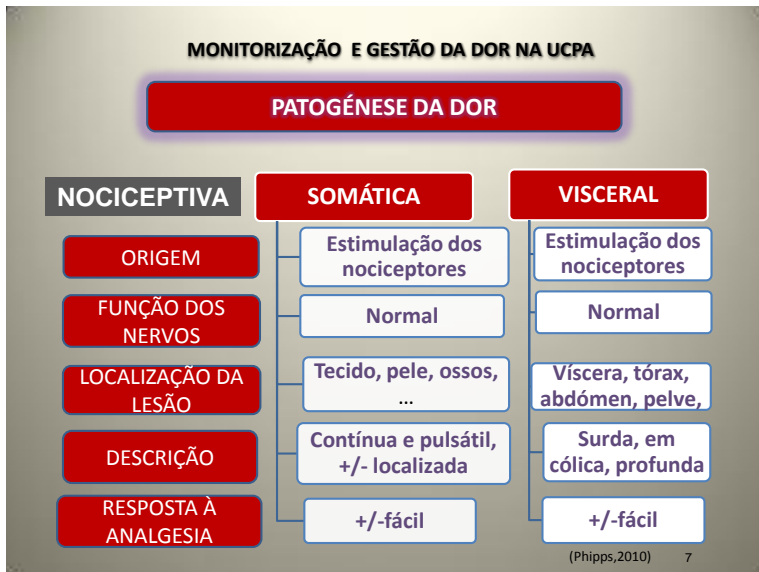 MONITORIZAÇÃO E GESTÃO DA DOR NA UCPA
PATOGÉNESE DA DOR
NOCICEPTIVA
SOMÁTICA
VISCERAL
ORIGEM
Estimulação dos
nociceptores
Estimulação dos
nociceptores
FUNÇÃO DOS
NERVOS
Normal
Normal
LOCALIZAÇÃO DA
LESÃO
Tecido, pele, ossos,
...
Víscera, tórax,
abdómen, pelve,
DESCRIÇÃO
Contínua e pulsátil,
+/- localizada
Surda, em
cólica, profunda
RESPOSTA À
ANALGESIA
+/-fácil
+/-fácil
(Phipps,2010)
7